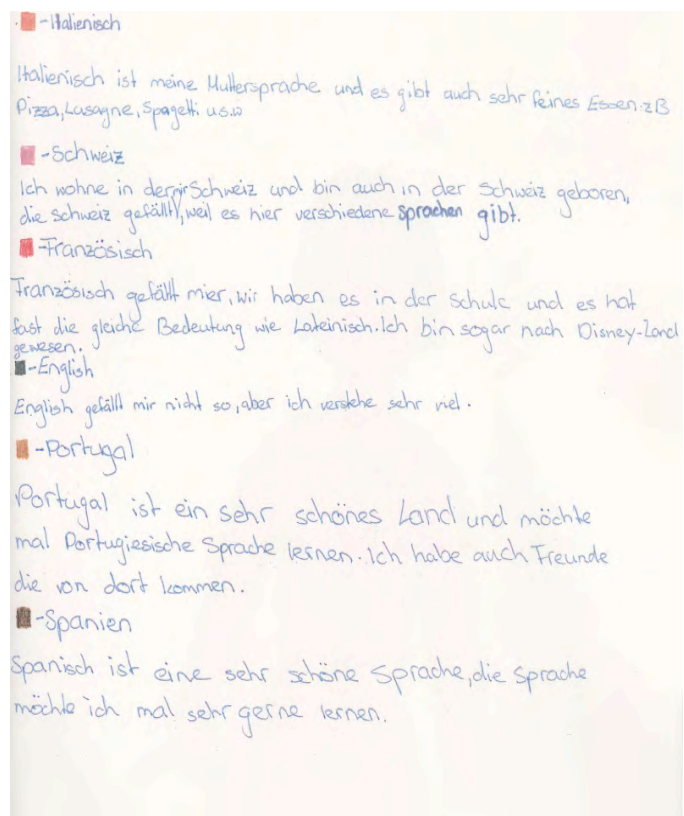 -Italienisch
Italienisch ist meine Muttersprache und es gibt auch sehr feines Essen.zB
Pizza, Lasagne, Spagetti u.s.w
-Schweiz
Ich wohne in der Schweiz und bin auch in der Schweiz geboren,
die Schweiz gefällt mir, weil es hier verschiedene sprachen gibt.
-Französisch
Französisch gefällt mier, wir haben es in der Schule und es hat
fast die gleiche Bedeutung wie Lateinisch. Ich bin sogar nach Disney-Land
gewesen.
-English
English gefällt mir nicht so, aber ich verstehe sehr viel.
-Portugal
Portugal ist ein sehr schönes Land und möchte
mal Portugiesische Sprache lernen. Ich habe auch Freunde
die von dort kommen.
-Spanien
Spanisch ist eine sehr schöne Sprache, die Sprache
möchte ich mal sehr gerne lernen.